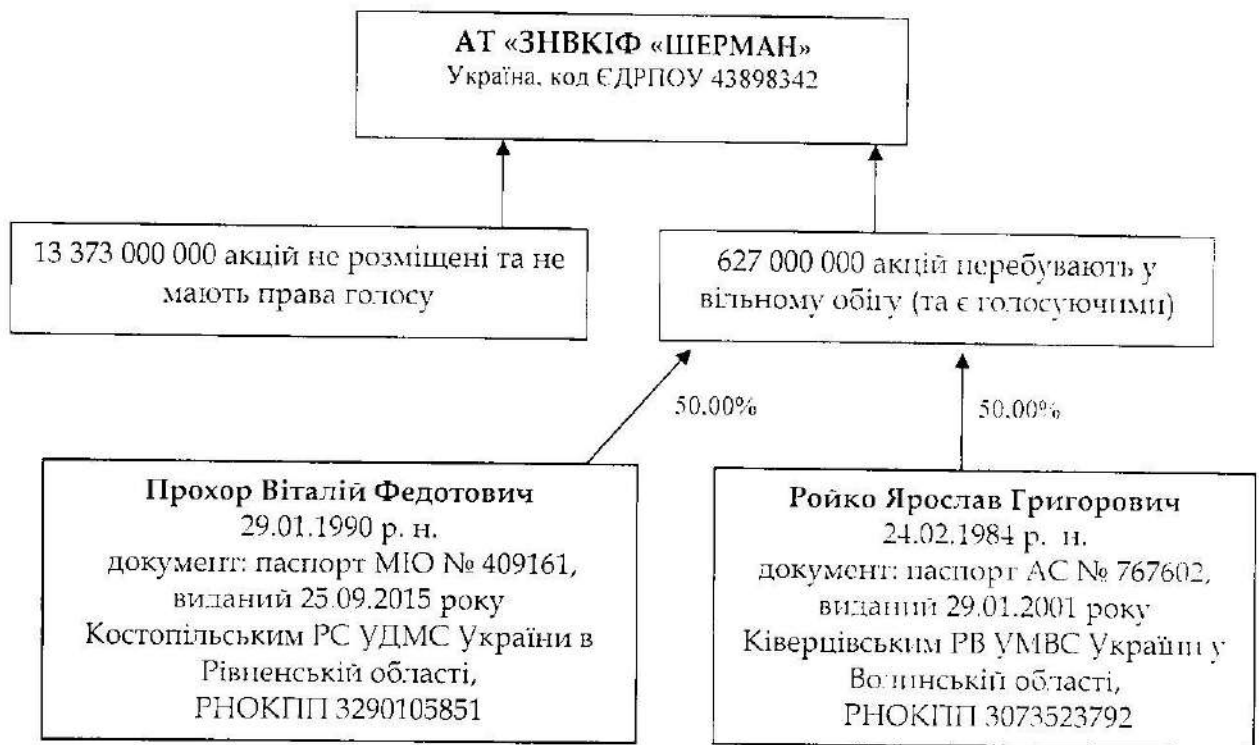 АТ «ЗНВКІФ «ШЕРМАН»
Україна, код ЄДРПОУ 43898342
13 373 000 000 акцій не розміщені та не
мають права голосу
627 000 000 акцій перебувають у
вільному обігу (та є голосуючими)
50.00%
50.00%
Прохор Віталій Федотович
29.01.1990 р. н.
документ: паспорт МЮ № 409161,
виданий 25.09.2015 року
Костопільським РС УДМС України в
Рівненській області,
РНОКПП 3290105851
Ройко Ярослав Григорович
24.02.1984 р. н.
документ: паспорт АС № 767602,
виданий 29.01.2001 року
Ківерцівським РВ УМВС України у
Волинській області,
РНОКПП 3073523792